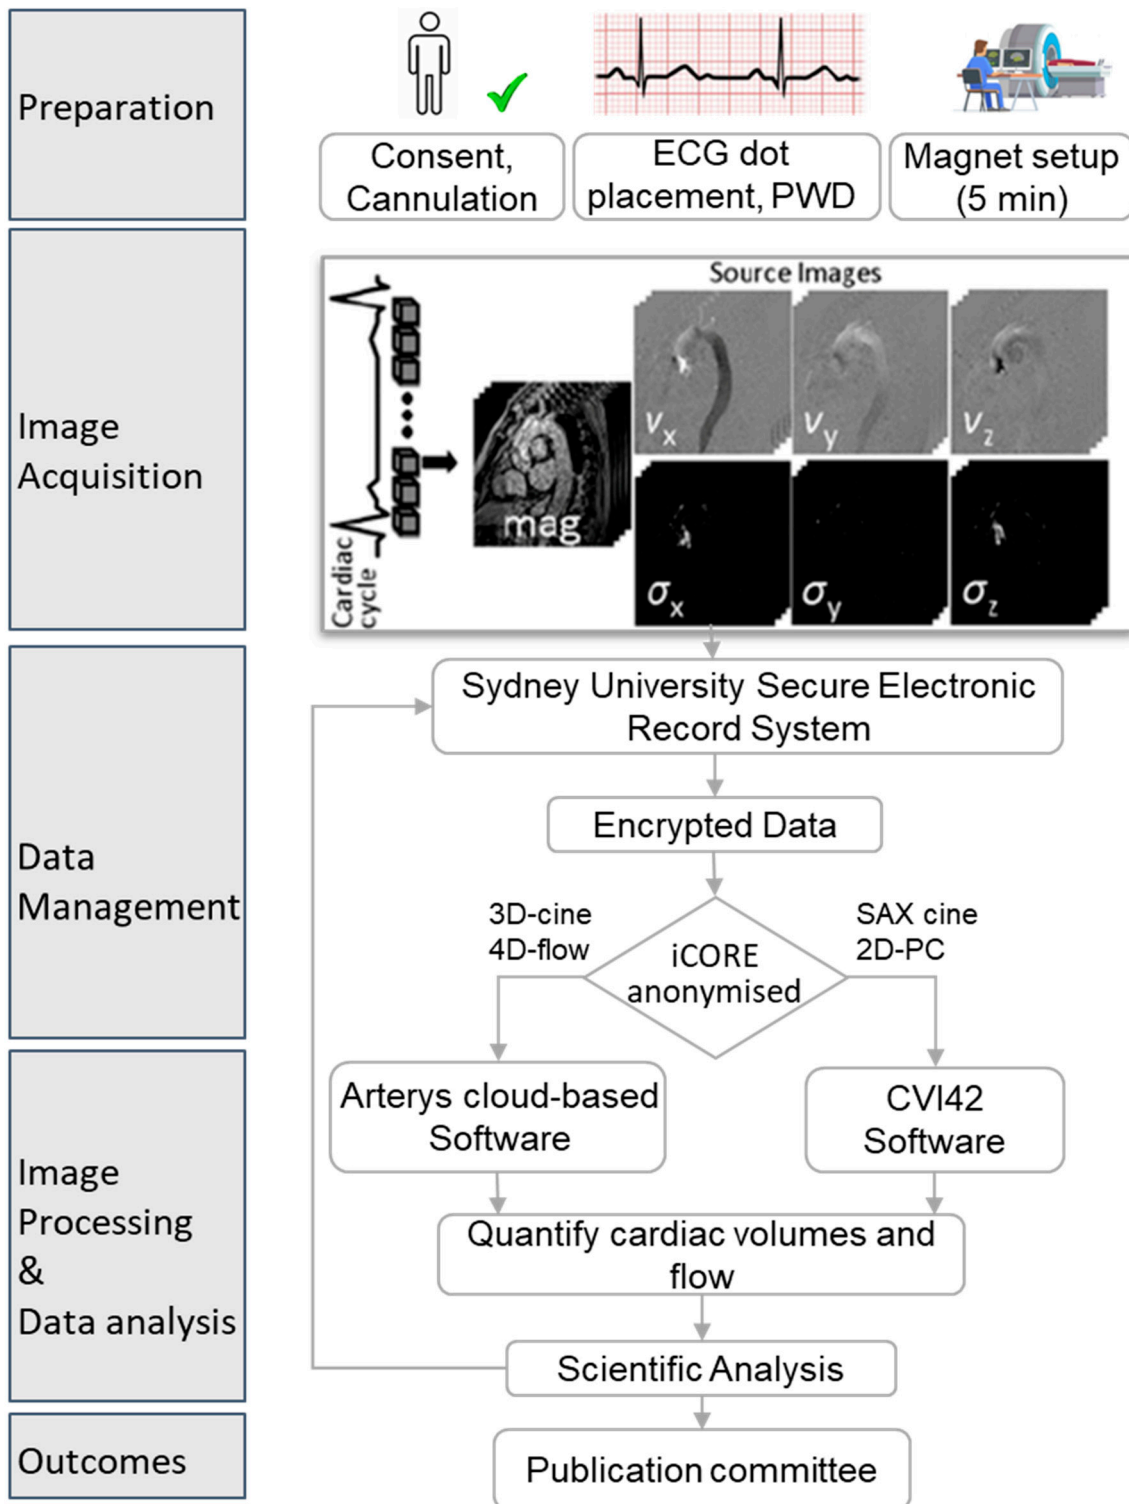 Preparation
Consent,
Cannulation
ECG dot
placement, PWD
Magnet setup
(5 min)
Image
Acquisition
Source Images
Cardiac
cycle
mag
vx
vy
vz
σx
σy
σz
Data
Management
Sydney University Secure Electronic
Record System
Encrypted Data
3D-cine
4D-flow
iCORE
anonymised
SAX cine
2D-PC
Image
Processing
&
Data analysis
Arterys cloud-based
Software
CVI42
Software
Quantify cardiac volumes and
flow
Scientific Analysis
Outcomes
Publication committee